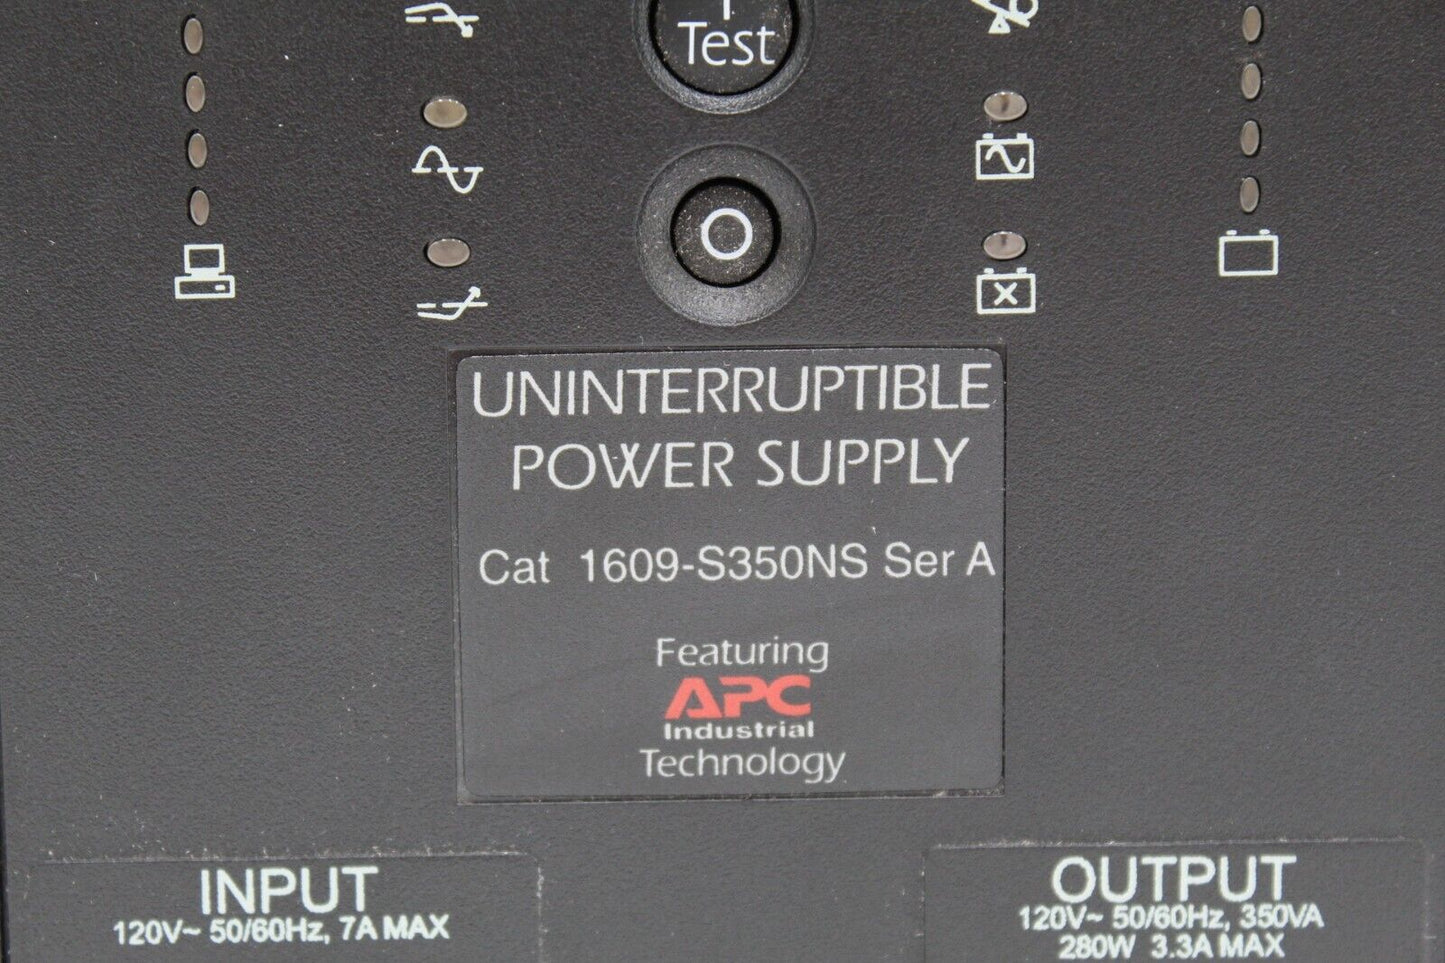 Test
UNINTERRUPTIBLE
POWER SUPPLY
Cat 1609-S350NS Ser A
Featuring
APC
Industrial
Technology
INPUT
120V~ 50/60Hz, 7A MAX
OUTPUT
120V~ 50/60Hz, 350VA
280W 3.3A MAX